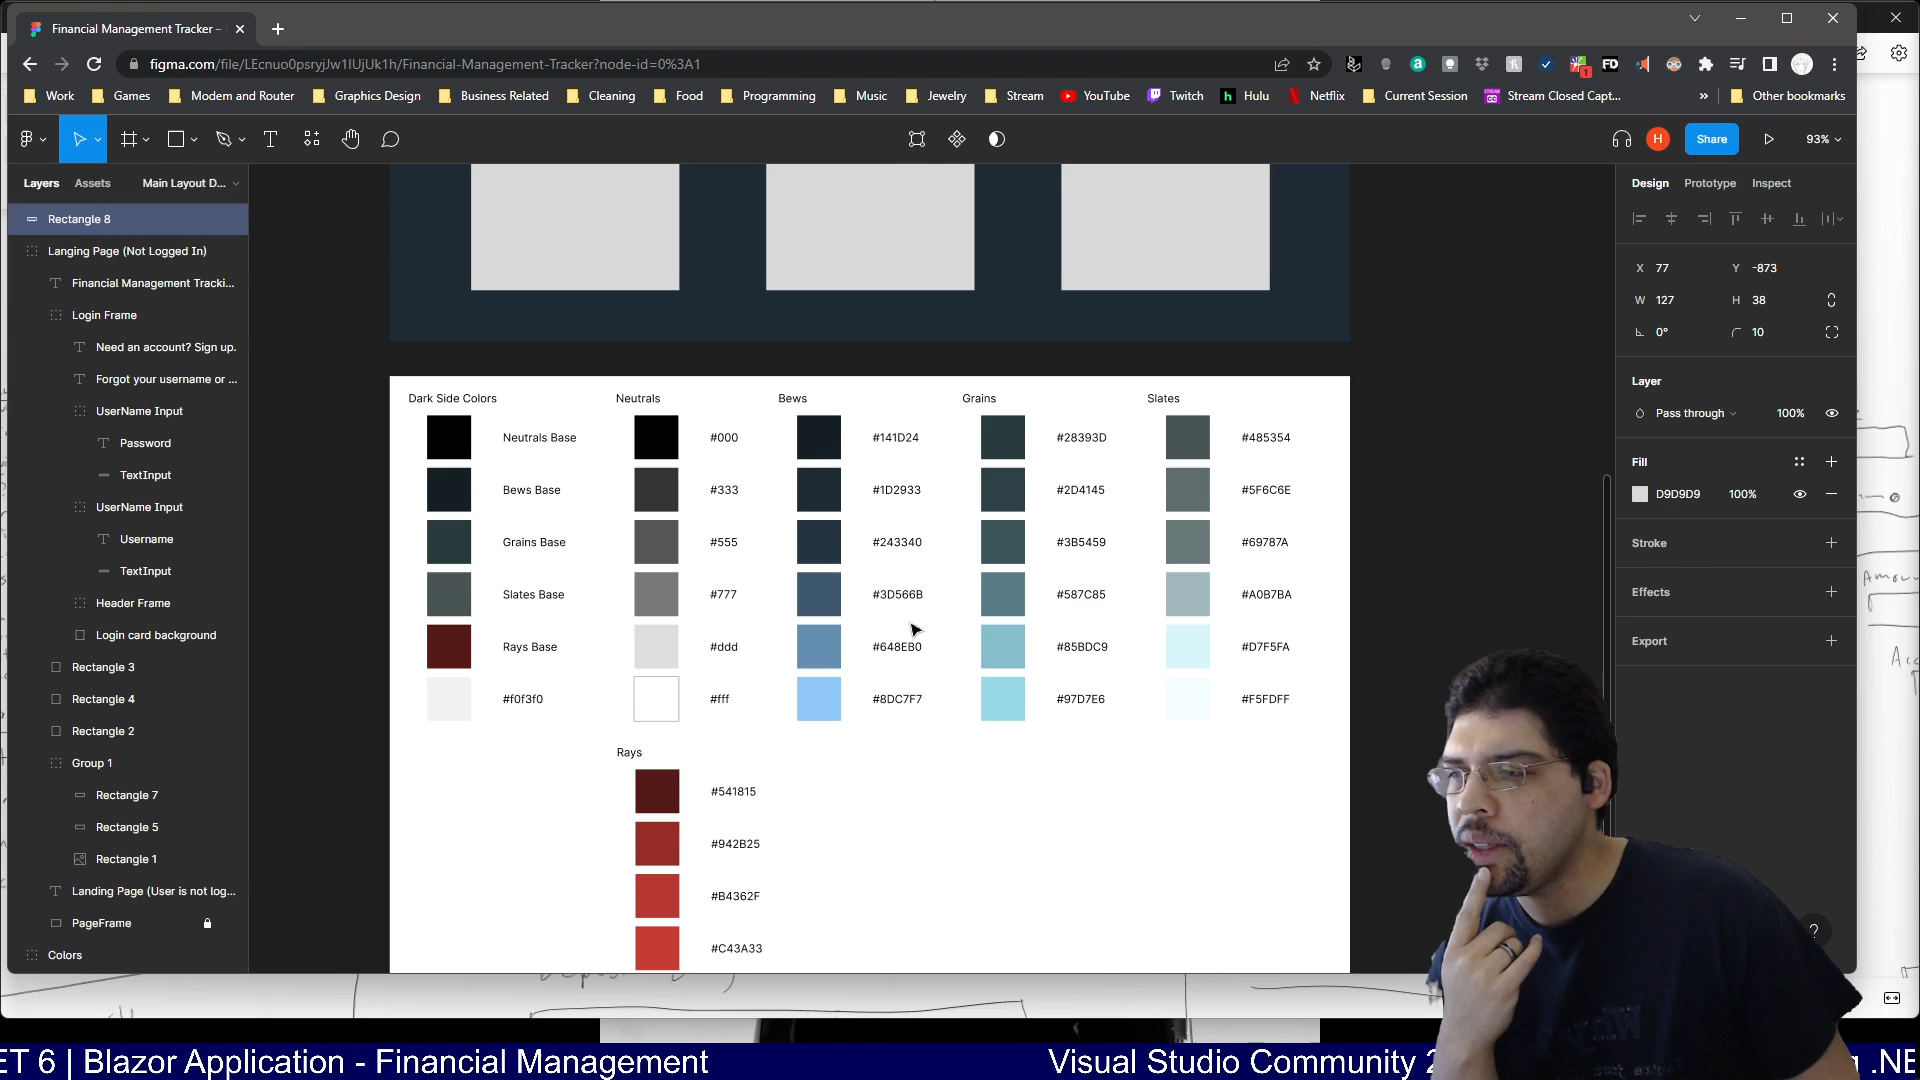 Financial Management Tracker –
figma.com/file/LEcnuo0psryjJw1lUjUk1h/Financial-Management-Tracker?node-id=0%3A1
FD
1
Work
Games
Modem and Router
Graphics Design
Business Related
Cleaning
Food
Programming
Music
Jewelry
Stream
YouTube
Twitch
Hulu
Netflix
Current Session
Stream Closed Capt...
»
Other bookmarks
H
Share
93%
Layers
Assets
Main Layout D...
Rectangle 8
Langing Page (Not Logged In)
Financial Management Tracki...
Login Frame
Need an account? Sign up.
Forgot your username or ...
UserName Input
Password
TextInput
UserName Input
Username
TextInput
Header Frame
Login card background
Rectangle 3
Rectangle 4
Rectangle 2
Group 1
Rectangle 7
Rectangle 5
Rectangle 1
Landing Page (User is not log...
PageFrame
Colors
Dark Side Colors
Neutrals Base
Bews Base
Grains Base
Slates Base
Rays Base
#f0f3f0
Neutrals
#000
#333
#555
#777
#ddd
#fff
Bews
#141D24
#1D2933
#243340
#3D566B
#648EB0
#8DC7F7
Grains
#28393D
#2D4145
#3B5459
#587C85
#85BDC9
#97D7E6
Slates
#485354
#5F6C6E
#69787A
#A0B7BA
#D7F5FA
#F5FDFF
Rays
#541815
#942B25
#B4362F
#C43A33
Design
Prototype
Inspect
X 77
Y -873
W 127
H 38
0°
10
Layer
Pass through
100%
Fill
D9D9D9
100%
Stroke
Effects
Export
?
ET 6 | Blazor Application - Financial Management
Visual Studio Community 2
.NE